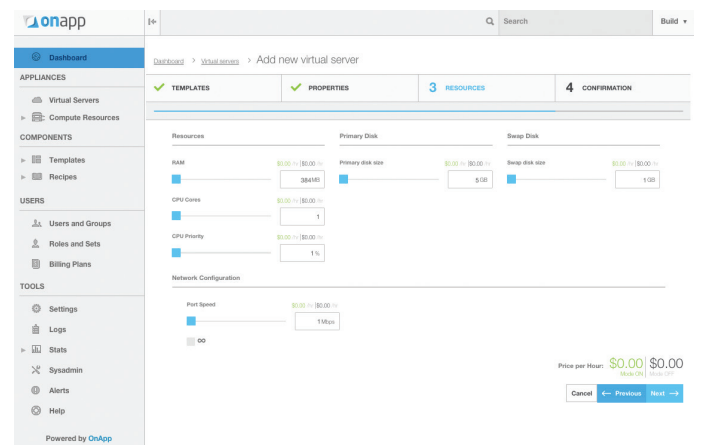 onapp
Search
Build
Dashboard
Dashboard > Virtual servers > Add new virtual server
APPLIANCES
TEMPLATES
PROPERTIES
3 RESOURCES
4 CONFIRMATION
Virtual Servers
Compute Resources
COMPONENTS
Templates
Recipes
USERS
Users and Groups
Roles and Sets
Billing Plans
TOOLS
Settings
Logs
Stats
Sysadmin
Alerts
Help
Powered by OnApp
Resources
Primary Disk
Swap Disk
RAM
$0.00 /hr |$0.00 /hr
384MB
Primary disk size
$0.00 /hr |$0.00 /hr
5 GB
Swap disk size
$0.00 /hr |$0.00 /hr
1 GB
CPU Cores
$0.00 /hr |$0.00 /hr
1
CPU Priority
$0.00 /hr |$0.00 /hr
1 %
Network Configuration
Port Speed
$0.00 /hr |$0.00 /hr
1 Mbps
∞
Price per Hour: $0.00 | $0.00
Mode ON Mode OFF
Cancel
← Previous
Next →